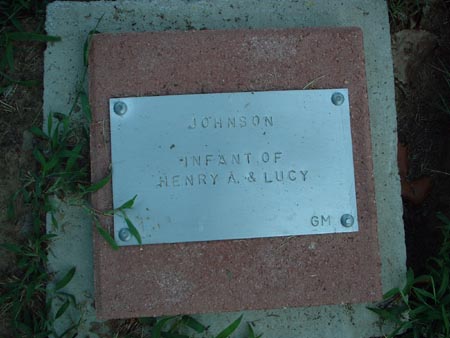 JOHNSON
INFANT OF
HENRY A. & LUCY
GM